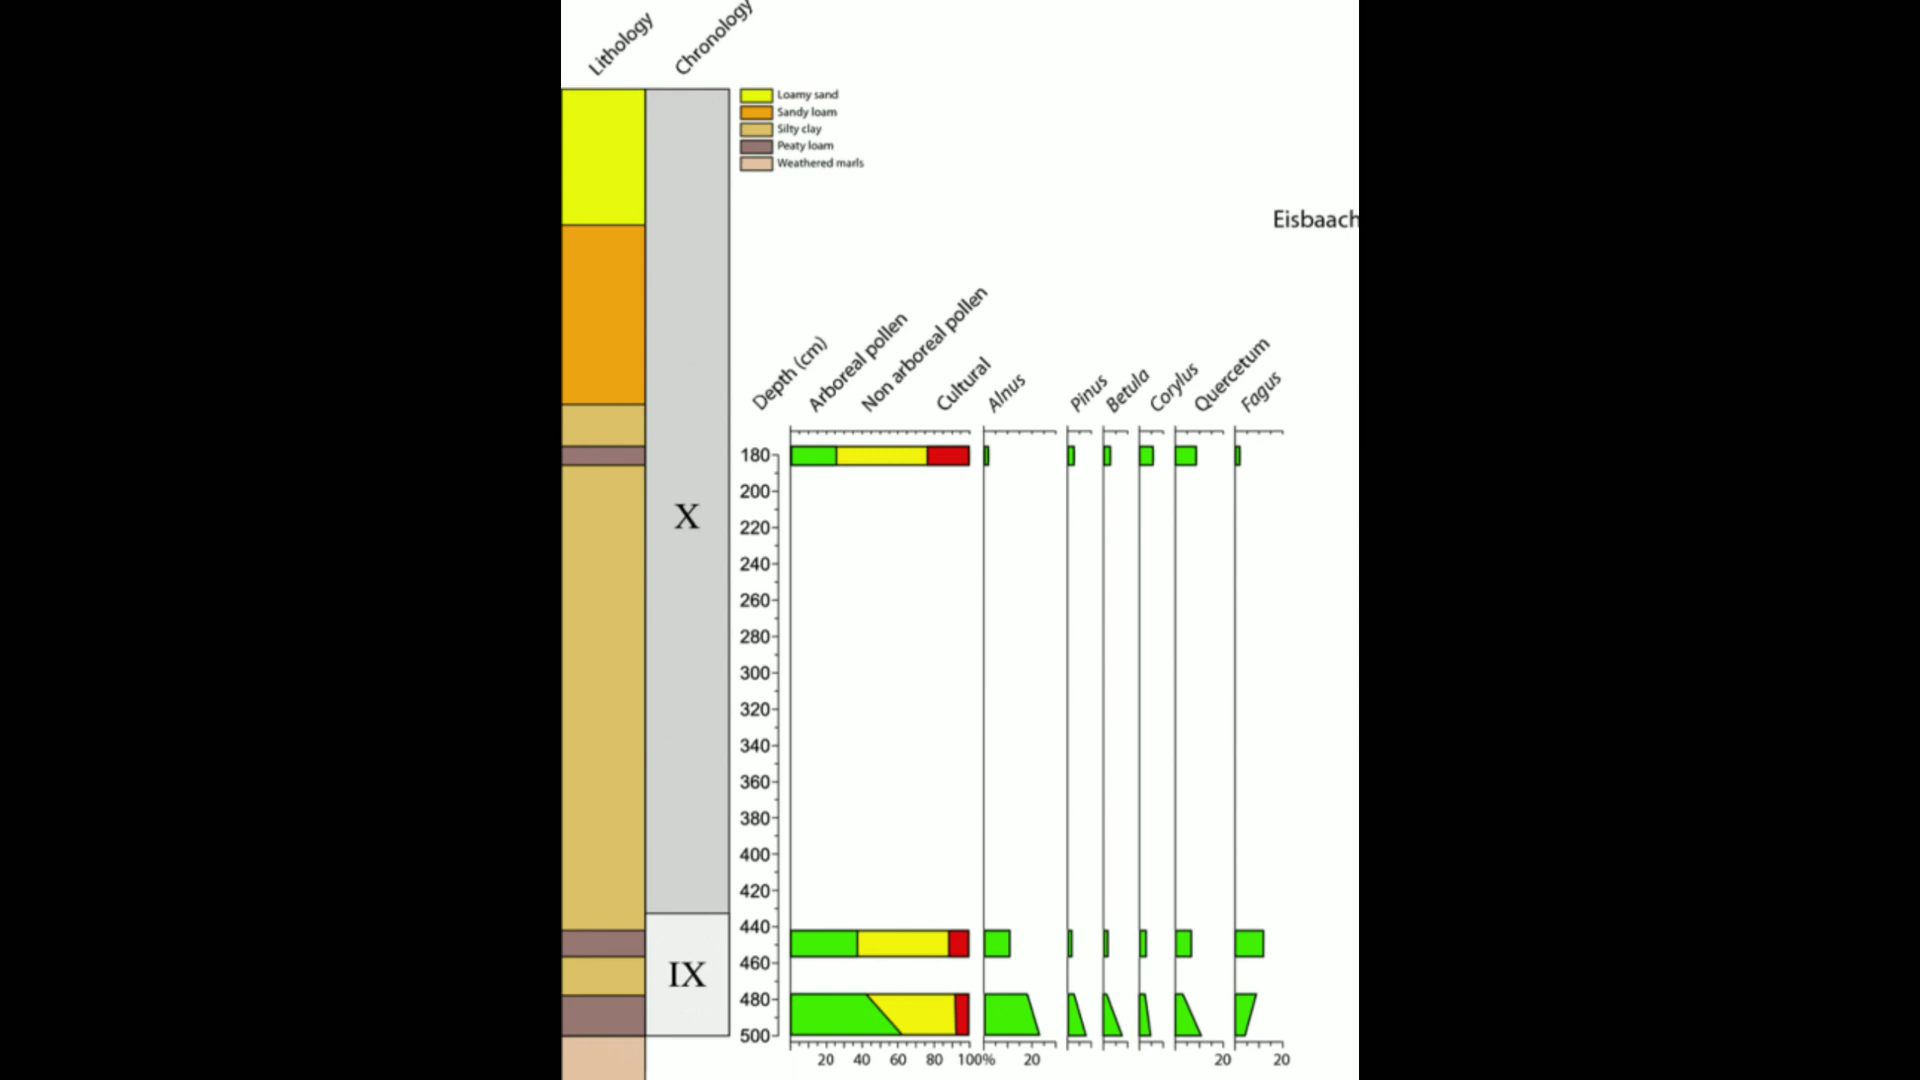 Lithology
Chronology
Loamy sand
Sandy loam
Silty clay
Peaty loam
Weathered marls
Eisbaach
Depth (cm)
Arboreal pollen
Non arboreal pollen
Cultural
Alnus
Pinus
Betula
Corylus
Quercetum
Fagus
X
IX
180
200
220
240
260
280
300
320
340
360
380
400
420
440
460
480
500
20 40 60 80 100% 20 20 20